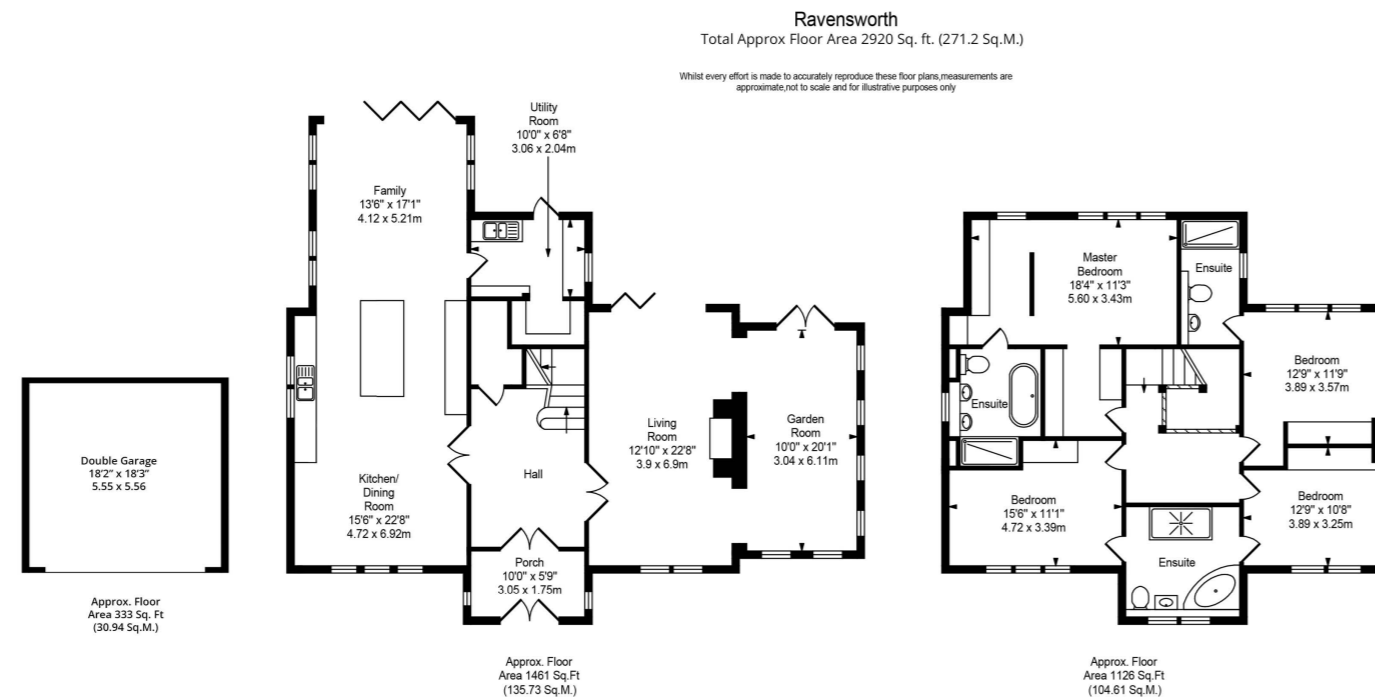 Ravensworth
Total Approx Floor Area 2920 Sq. ft. (271.2 Sq.M.)
Whilst every effort is made to accurately reproduce these floor plans,measurements are
approximate,not to scale and for illustrative purposes only
Double Garage
18'2" x 18'3"
5.55 x 5.56
Approx. Floor
Area 333 Sq. Ft
(30.94 Sq.M.)
Utility
Room
10'0" x 6'8"
3.06 x 2.04m
Family
13'6" x 17'1"
4.12 x 5.21m
Kitchen/
Dining
Room
15'6" x 22'8"
4.72 x 6.92m
Hall
Porch
10'0" x 5'9"
3.05 x 1.75m
Living
Room
12'10" x 22'8"
3.9 x 6.9m
Garden
Room
10'0" x 20'1"
3.04 x 6.11m
Approx. Floor
Area 1461 Sq.Ft
(135.73 Sq.M.)
Master
Bedroom
18'4" x 11'3"
5.60 x 3.43m
Ensuite
Bedroom
12'9" x 11'9"
3.89 x 3.57m
Ensuite
Bedroom
15'6" x 11'1"
4.72 x 3.39m
Bedroom
12'9" x 10'8"
3.89 x 3.25m
Ensuite
Approx. Floor
Area 1126 Sq.Ft
(104.61 Sq.M.)